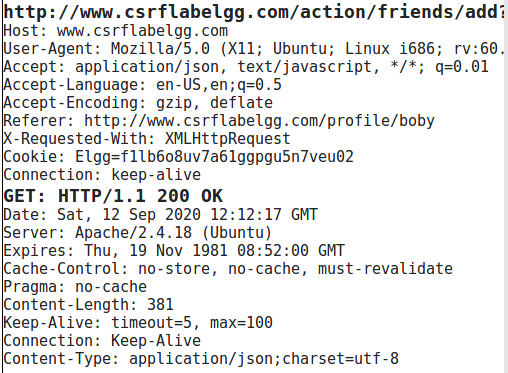 http://www.csrflabelgg.com/action/friends/add?
Host: www.csrflabelgg.com
User-Agent: Mozilla/5.0 (X11; Ubuntu; Linux i686; rv:60.
Accept: application/json, text/javascript, */*; q=0.01
Accept-Language: en-US,en;q=0.5
Accept-Encoding: gzip, deflate
Referer: http://www.csrflabelgg.com/profile/boby
X-Requested-With: XMLHttpRequest
Cookie: Elgg=f1lb6o8uv7a61ggpgu5n7veu02
Connection: keep-alive
GET: HTTP/1.1 200 OK
Date: Sat, 12 Sep 2020 12:12:17 GMT
Server: Apache/2.4.18 (Ubuntu)
Expires: Thu, 19 Nov 1981 08:52:00 GMT
Cache-Control: no-store, no-cache, must-revalidate
Pragma: no-cache
Content-Length: 381
Keep-Alive: timeout=5, max=100
Connection: Keep-Alive
Content-Type: application/json;charset=utf-8